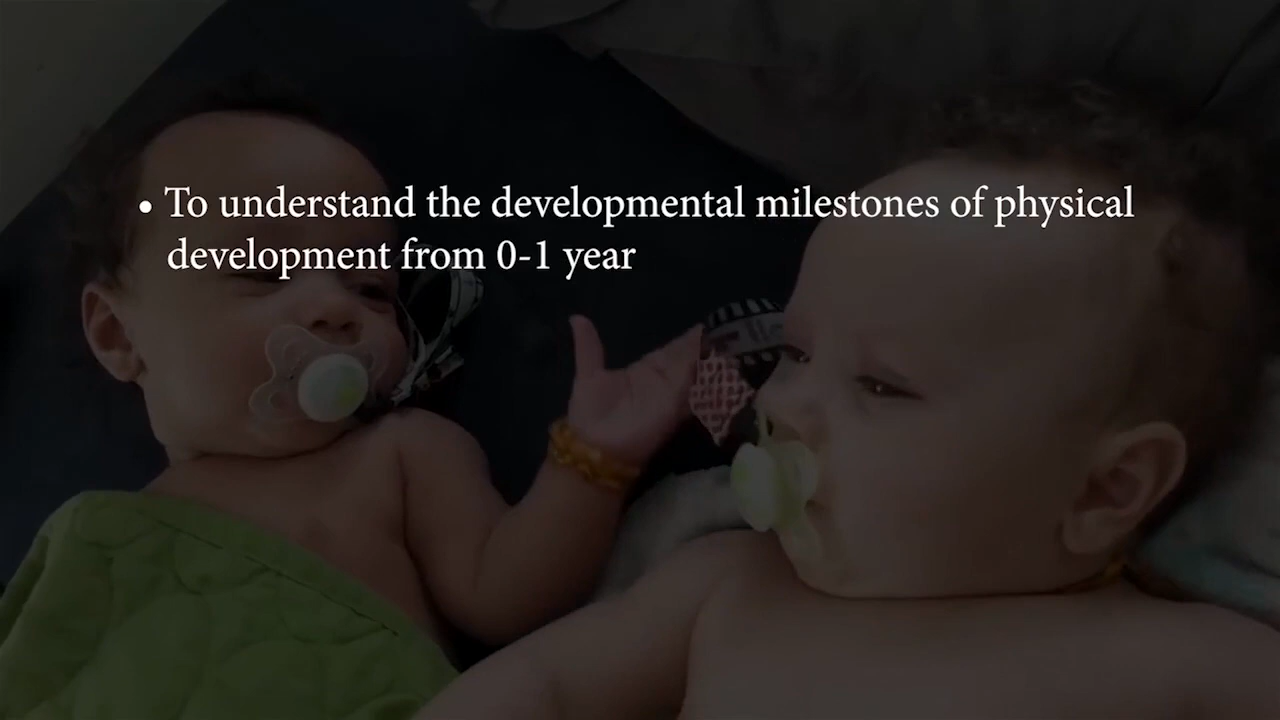 • To understand the developmental milestones of physical
development from 0-1 year